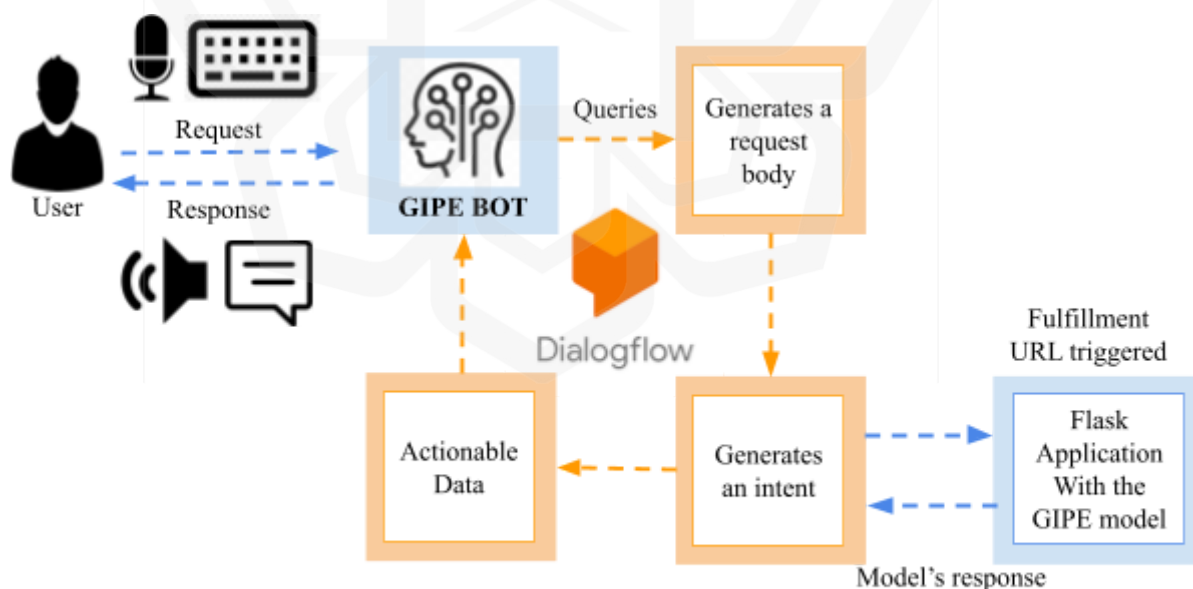 Request
User
Response
GIPE BOT
Queries
Generates a
request
body
Dialogflow
Fulfillment
URL triggered
Actionable
Data
Generates
an intent
Flask
Application
With the
GIPE model
Model's response